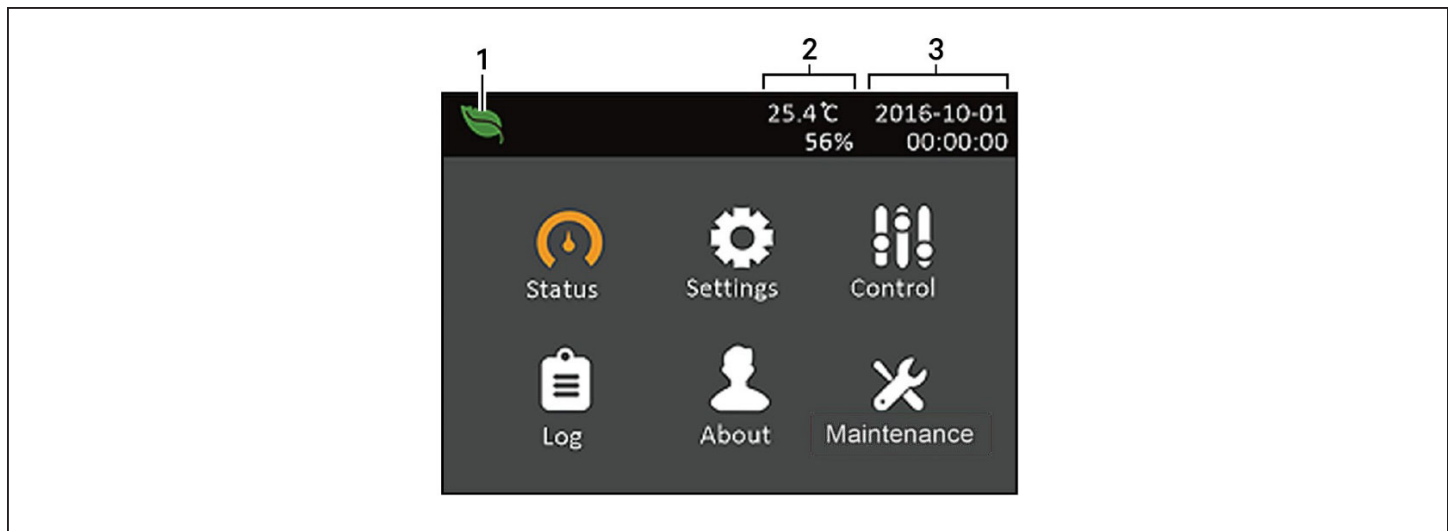 1
2
3
25.4℃ 2016-10-01
56% 00:00:00
Status Settings Control
Log About Maintenance